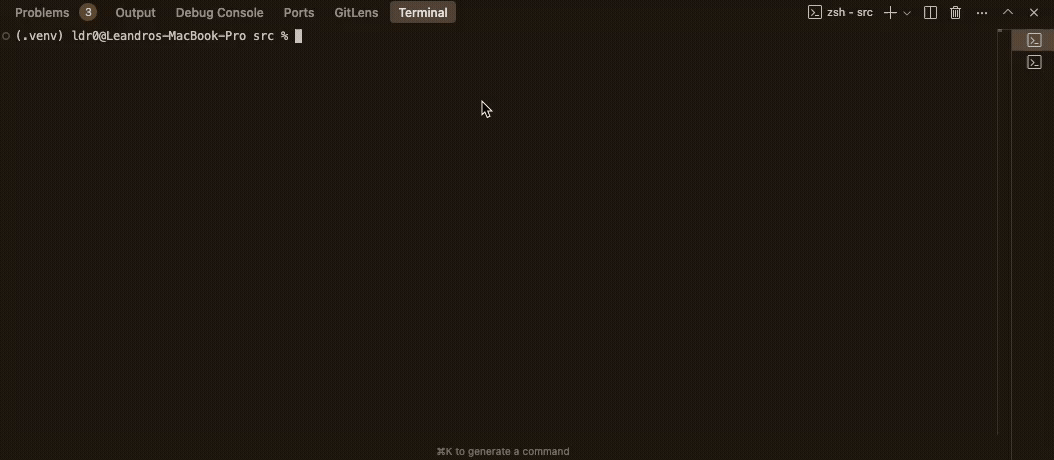 Problems 3 Output Debug Console Ports GitLens Terminal zsh - src
(.venv) ldr0@Leandros-MacBook-Pro src %
⌘K to generate a command